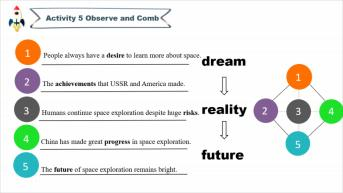 Activity 5 Observe and Comb
1 People always have a desire to learn more about space.
2 The achievements that USSR and America made.
3 Humans continue space exploration despite huge risks.
4 China has made great progress in space exploration.
5 The future of space exploration remains bright.
dream
reality
future
1
2 3 4
5